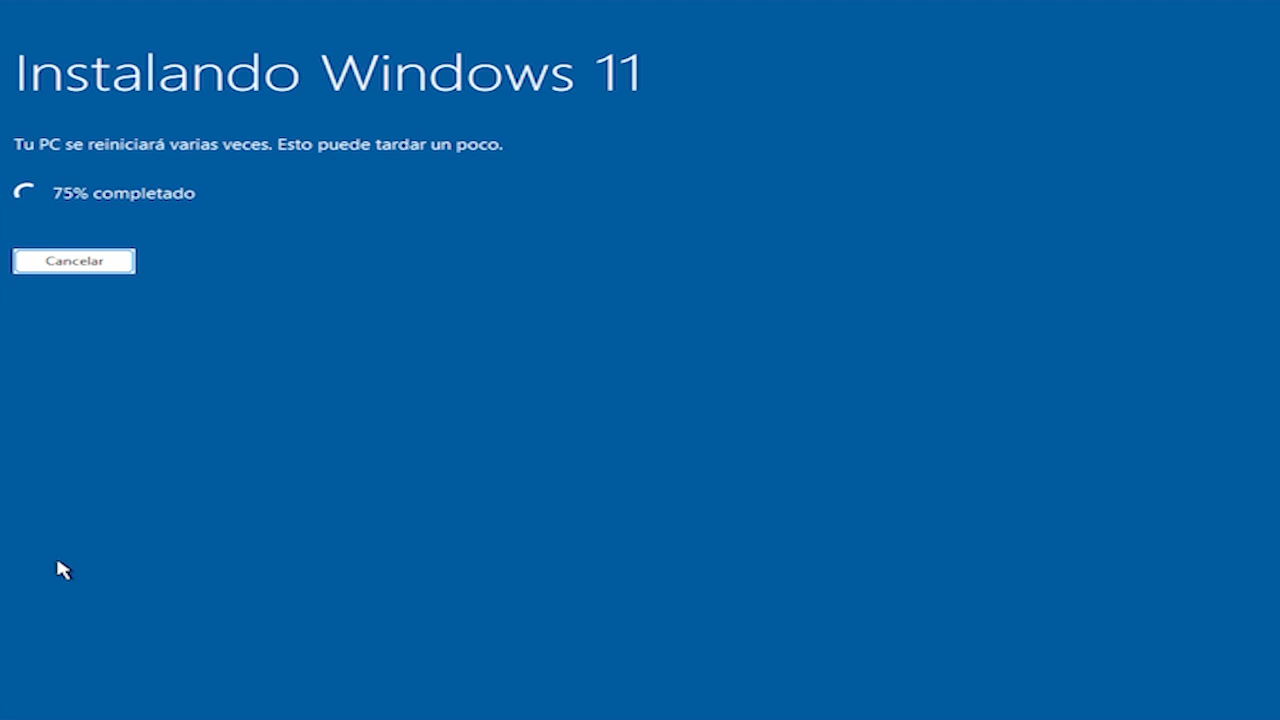 Instalando Windows 11
Tu PC se reiniciará varias veces. Esto puede tardar un poco.
75% completado
Cancelar